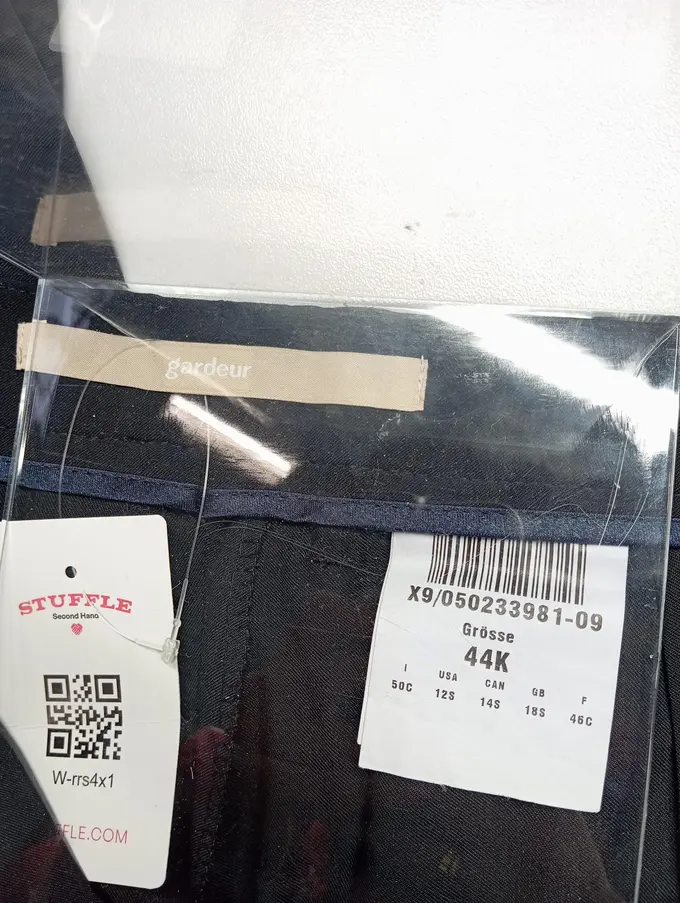 gardeur
STUFFLE
Second Hand
W-rrs4x1
FFLE.COM
X9/050233981-09
Grösse
44K
I USA CAN GB F
50C 12S 14S 18S 46C